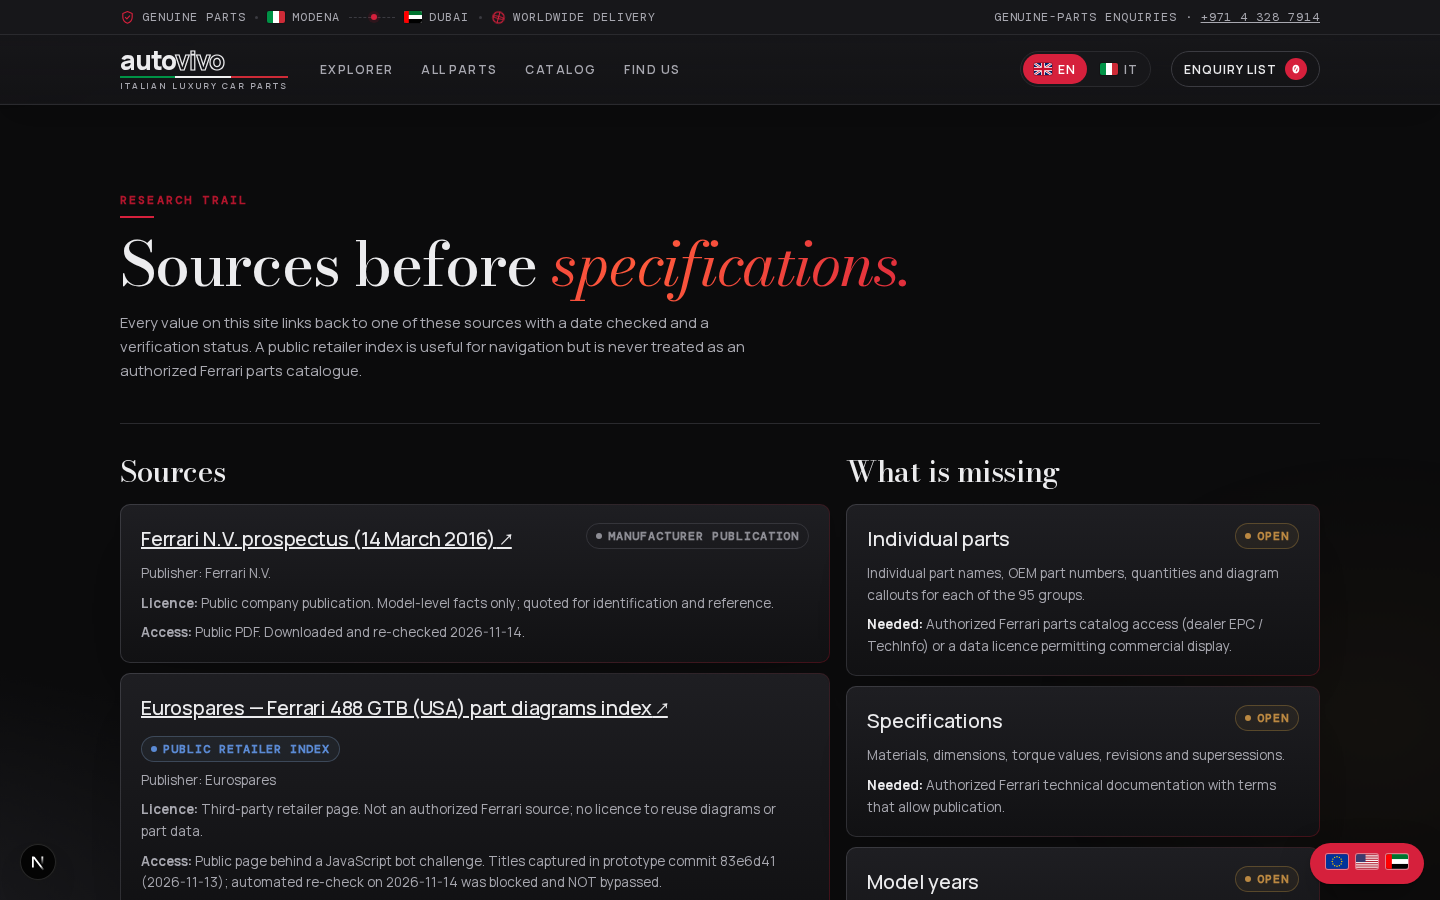 GENUINE PARTS • MODENA DUBAI • WORLDWIDE DELIVERY
GENUINE-PARTS ENQUIRIES · +971 4 328 7914
autovivo
ITALIAN LUXURY CAR PARTS
EXPLORER ALL PARTS CATALOG FIND US
EN IT
ENQUIRY LIST 0
RESEARCH TRAIL
Sources before specifications.
Every value on this site links back to one of these sources with a date checked and a
verification status. A public retailer index is useful for navigation but is never treated as an
authorized Ferrari parts catalogue.
Sources
Ferrari N.V. prospectus (14 March 2016) ↗
MANUFACTURER PUBLICATION
Publisher: Ferrari N.V.
Licence: Public company publication. Model-level facts only; quoted for identification and reference.
Access: Public PDF. Downloaded and re-checked 2026-11-14.
Eurospares — Ferrari 488 GTB (USA) part diagrams index ↗
PUBLIC RETAILER INDEX
Publisher: Eurospares
Licence: Third-party retailer page. Not an authorized Ferrari source; no licence to reuse diagrams or
part data.
Access: Public page behind a JavaScript bot challenge. Titles captured in prototype commit 83e6d41
(2026-11-13); automated re-check on 2026-11-14 was blocked and NOT bypassed.
What is missing
Individual parts
OPEN
Individual part names, OEM part numbers, quantities and diagram
callouts for each of the 95 groups.
Needed: Authorized Ferrari parts catalog access (dealer EPC /
TechInfo) or a data licence permitting commercial display.
Specifications
OPEN
Materials, dimensions, torque values, revisions and supersessions.
Needed: Authorized Ferrari technical documentation with terms
that allow publication.
Model years
OPEN
N